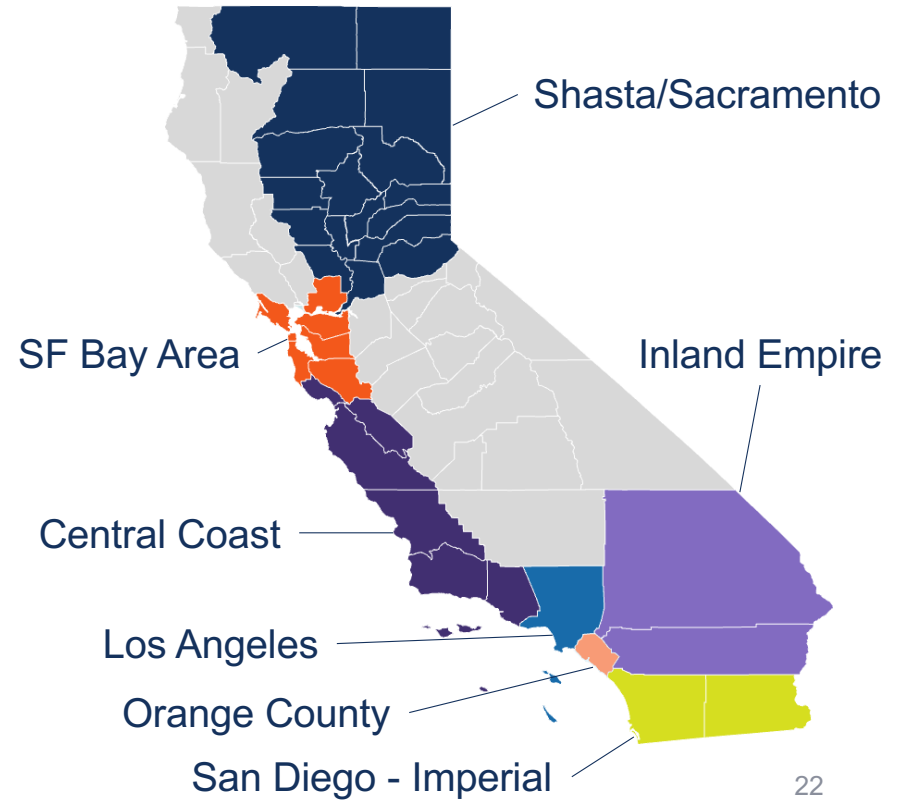 Shasta/Sacramento
SF Bay Area
Inland Empire
Central Coast
Los Angeles
Orange County
San Diego - Imperial
22